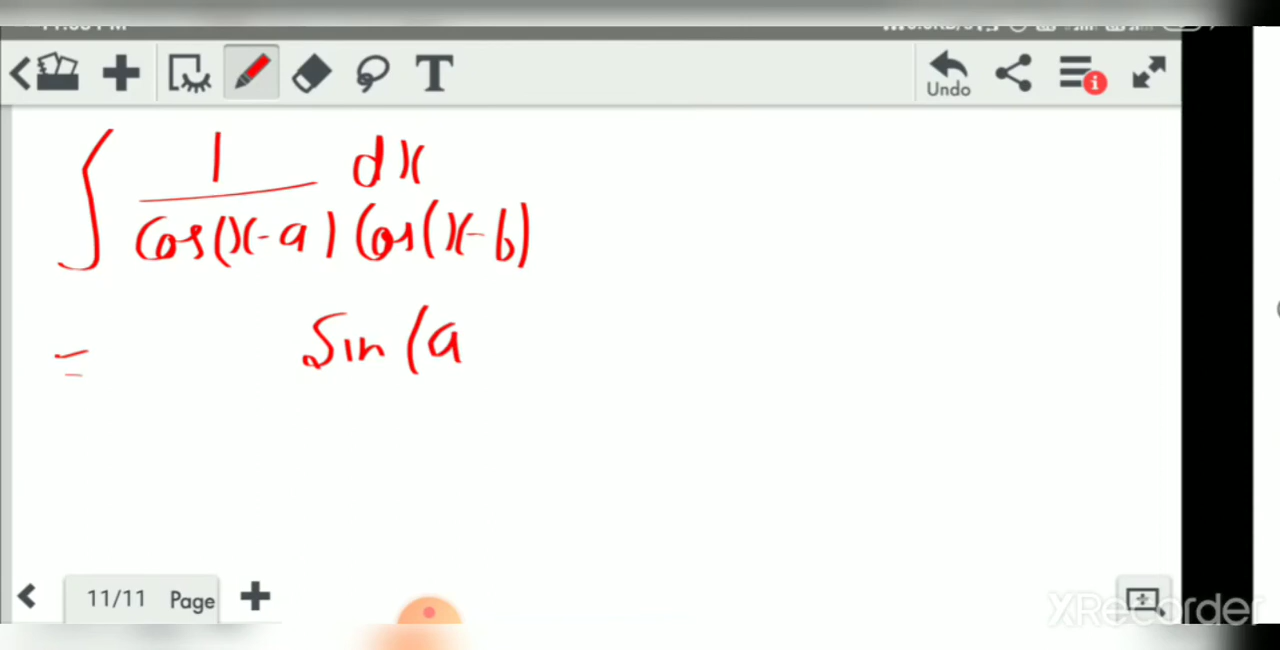 Undo
∫ 1 dx
cos(x-a) cos(x-b)
= Sin (a
11/11 Page
XRecorder